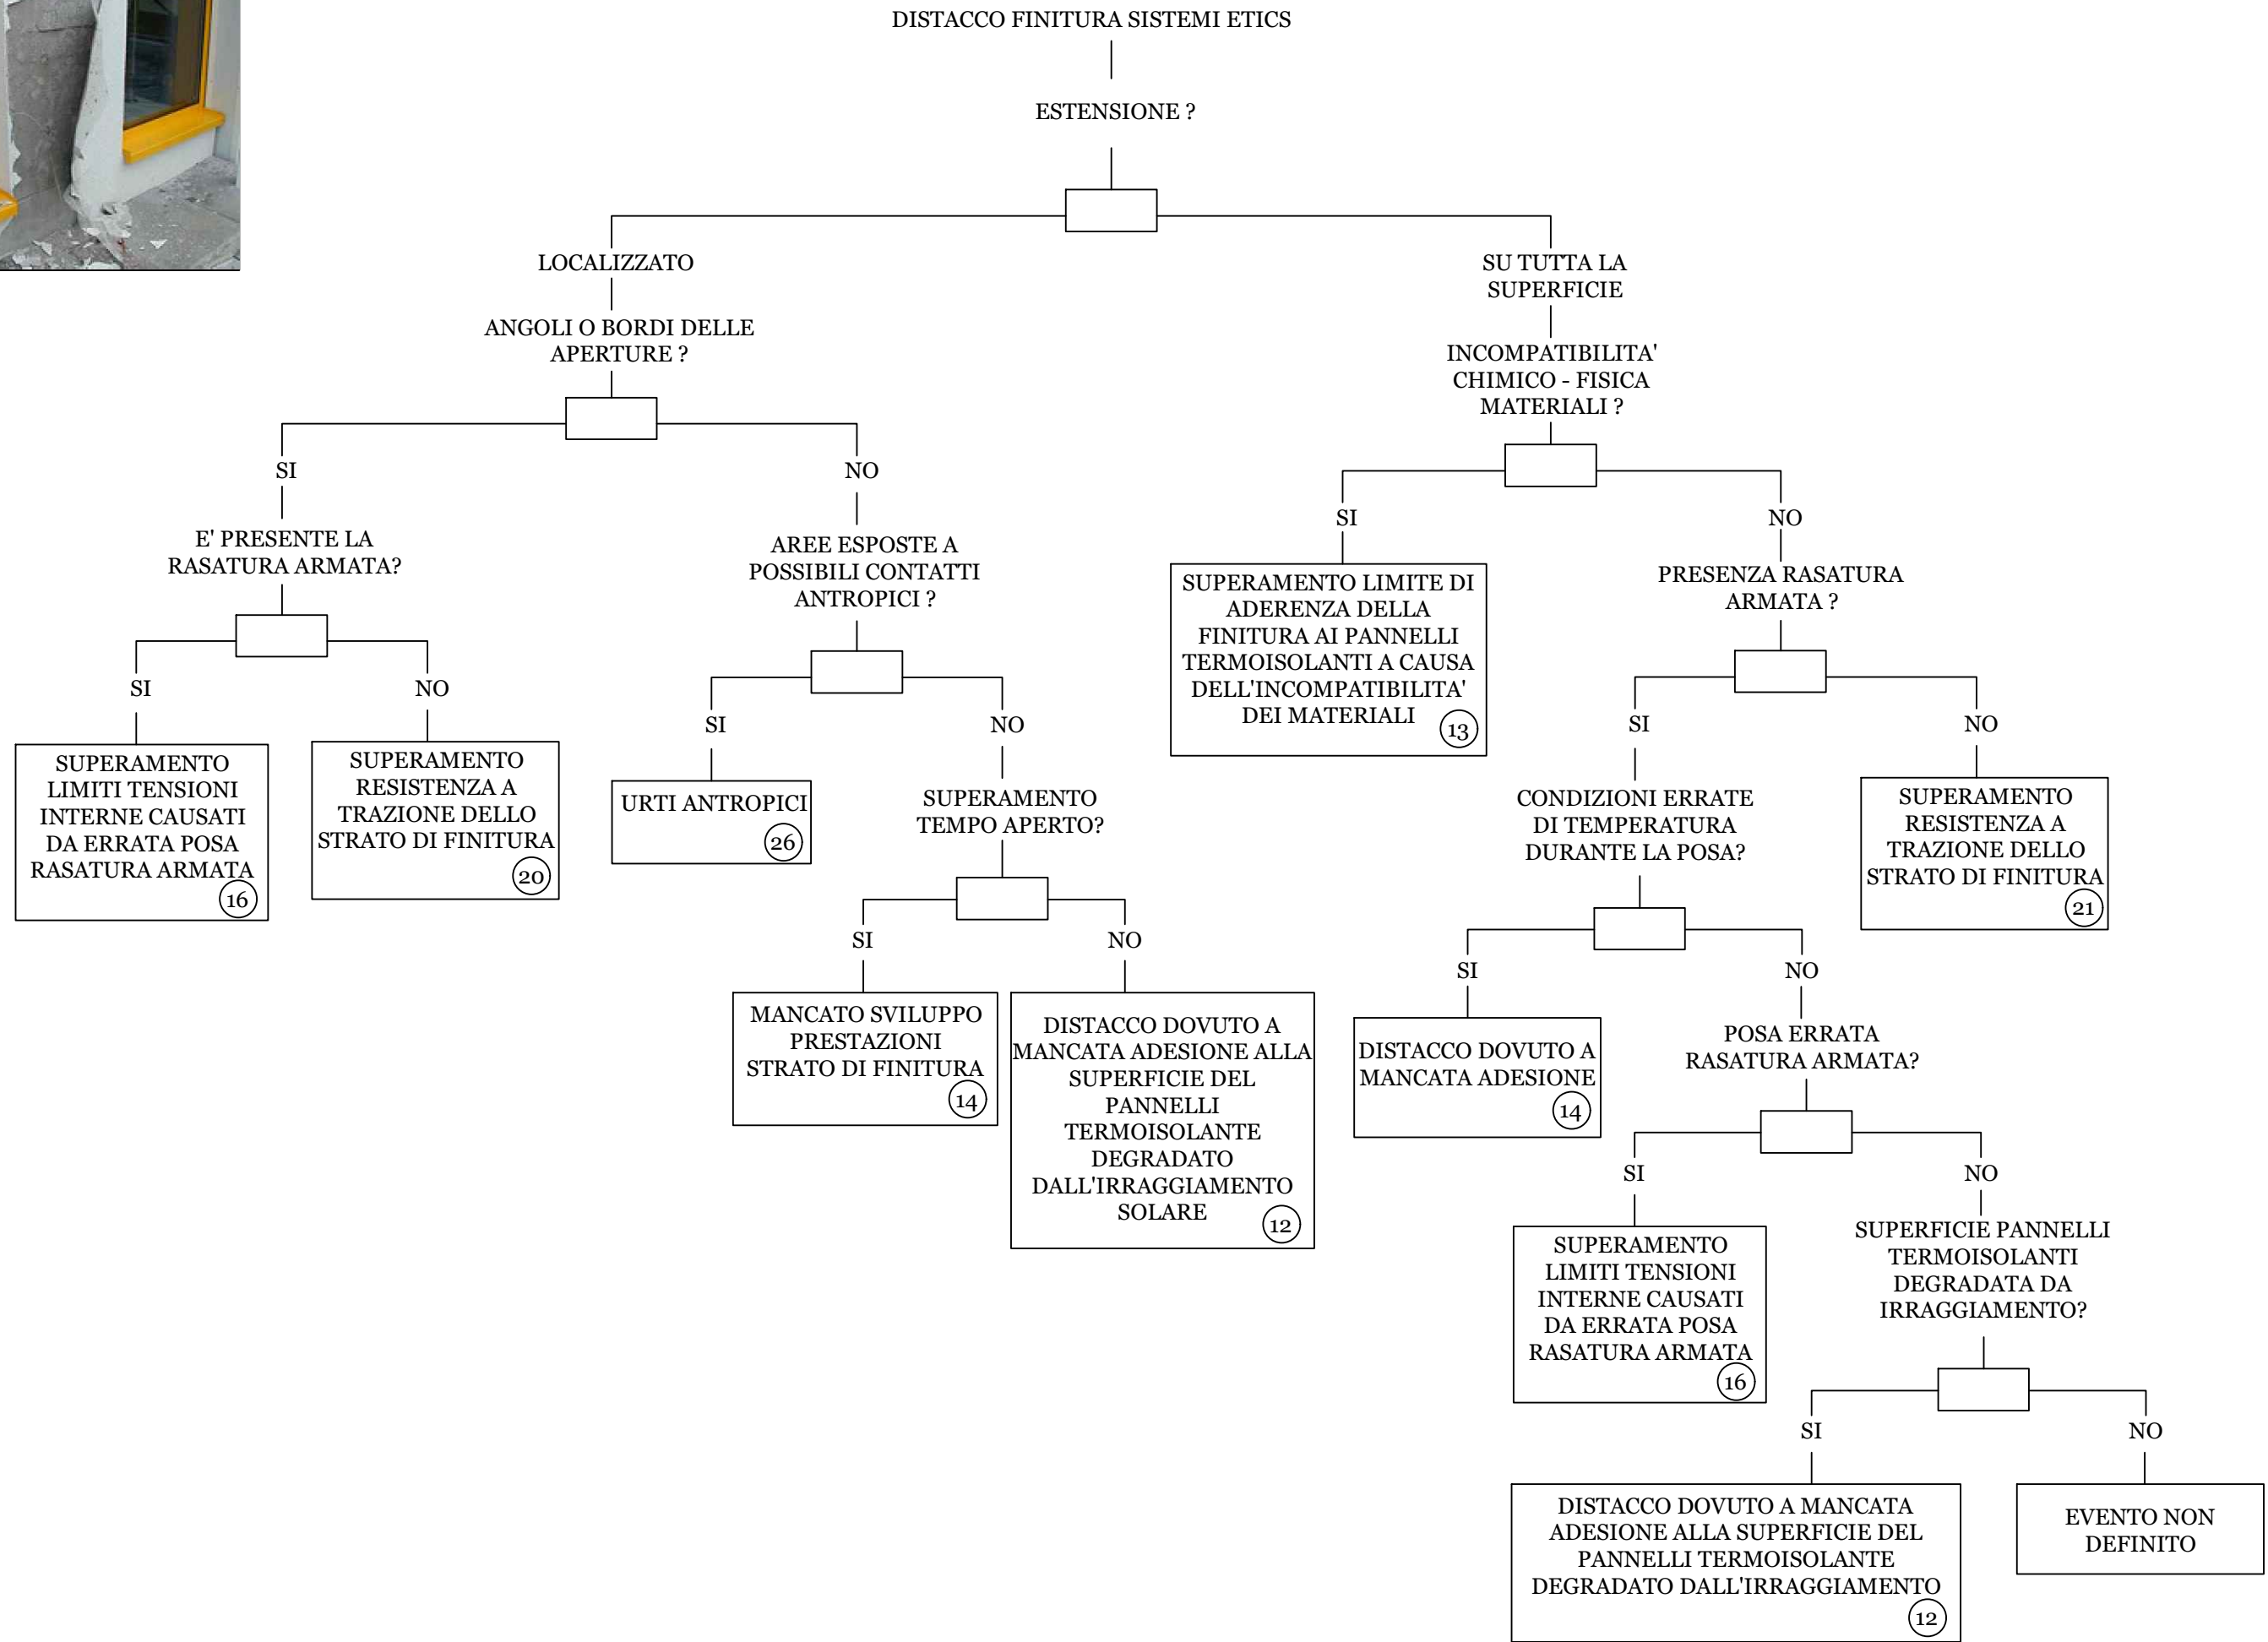 DISTACCO FINITURA SISTEMI ETICS
ESTENSIONE ?
LOCALIZZATO
ANGOLI O BORDI DELLE
APERTURE ?
SI
E' PRESENTE LA
RASATURA ARMATA?
SI
SUPERAMENTO
LIMITI TENSIONI
INTERNE CAUSATI
DA ERRATA POSA
RASATURA ARMATA
16
NO
SUPERAMENTO
RESISTENZA A
TRAZIONE DELLO
STRATO DI FINITURA
20
NO
AREE ESPOSTE A
POSSIBILI CONTATTI
ANTROPICI ?
SI
URTI ANTROPICI
26
NO
SUPERAMENTO
TEMPO APERTO?
SI
MANCATO SVILUPPO
PRESTAZIONI
STRATO DI FINITURA
14
NO
DISTACCO DOVUTO A
MANCATA ADESIONE ALLA
SUPERFICIE DEL
PANNELLI
TERMOISOLANTE
DEGRADATO
DALL'IRRAGGIAMENTO
SOLARE
12
SU TUTTA LA
SUPERFICIE
INCOMPATIBILITA'
CHIMICO - FISICA
MATERIALI ?
SI
SUPERAMENTO LIMITE DI
ADERENZA DELLA
FINITURA AI PANNELLI
TERMOISOLANTI A CAUSA
DELL'INCOMPATIBILITA'
DEI MATERIALI
13
NO
PRESENZA RASATURA
ARMATA ?
SI
CONDIZIONI ERRATE
DI TEMPERATURA
DURANTE LA POSA?
SI
DISTACCO DOVUTO A
MANCATA ADESIONE
14
NO
POSA ERRATA
RASATURA ARMATA?
SI
SUPERAMENTO
LIMITI TENSIONI
INTERNE CAUSATI
DA ERRATA POSA
RASATURA ARMATA
16
NO
SUPERFICIE PANNELLI
TERMOISOLANTI
DEGRADATA DA
IRRAGGIAMENTO?
SI
DISTACCO DOVUTO A MANCATA
ADESIONE ALLA SUPERFICIE DEL
PANNELLI TERMOISOLANTE
DEGRADATO DALL'IRRAGGIAMENTO
12
NO
EVENTO NON
DEFINITO
NO
SUPERAMENTO
RESISTENZA A
TRAZIONE DELLO
STRATO DI FINITURA
21